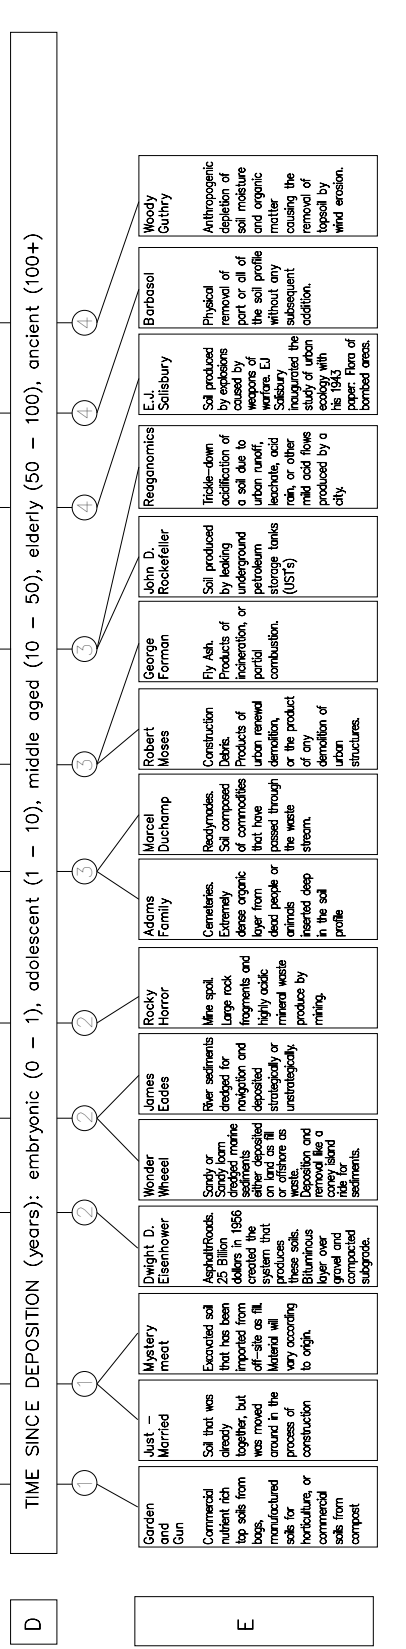 D
TIME SINCE DEPOSITION (years): embryonic (0 – 1), adolescent (1 – 10), middle aged (10 – 50), elderly (50 – 100), ancient (100+)
1
1
2
2
2
3
3
3
4
4
4
E
Garden
and
Gun
Commercial
nutrient rich
top soils from
bags,
manufactured
soils for
horticulture, or
commercial
soils from
compost
Just –
Married
Soil that was
already
together, but
was moved
around in the
process of
construction
Mystery
meat
Excavated soil
that has been
imported from
off-site as fill.
Material will
vary according
to origin.
Dwight D.
Eisenhower
AsphaltRoads.
25 Billion
dollars in 1956
created the
system that
produces
these soils.
Bituminous
layer over
gravel and
compacted
subgrade.
Wonder
Wheeel
Sandy or
Sandy loam
dredged marine
sediments
either deposited
on land as fill
or offshore as
waste.
Deposition and
removal like a
coney island
ride for
sediments.
James
Eades
River sediments
dredged for
navigation and
deposited
strategically or
unstrategically.
Rocky
Horror
Mine spoil.
Large rock
fragments and
highly acidic
mineral waste
produce by
mining.
Adams
Family
Cemeteries.
Extremely
dense organic
layer from
dead people or
animals
inserted deep
in the soil
profile
Marcel
Duchamp
Readymades.
Soil composed
of commodities
that have
passed through
the waste
stream.
Robert
Moses
Construction
Debris.
Products of
urban renewal
demolition,
or the product
of any
demolition of
urban
structures.
George
Forman
Fly Ash.
Products of
incineration, or
partial
combustion.
John D.
Rockefeller
Soil produced
by leaking
underground
petroleum
storage tanks
(UST's)
Reaganomics
Trickle-down
acidification of
a soil due to
urban runoff,
leachate, acid
rain, or other
mild acid flows
produced by a
city.
E.J.
Salisbury
Soil produced
by explosions
caused by
weapons of
warfare. EJ
Salisbury
inaugurated the
study of urban
ecology with
his 1943
paper: Flora of
bombed areas.
Barbasol
Physical
removal of
part or all of
the soil profile
without any
subsequent
addition.
Woody
Guthry
Anthropogenic
depletion of
soil moisture
and organic
matter
causing the
removal of
topsoil by
wind erosion.